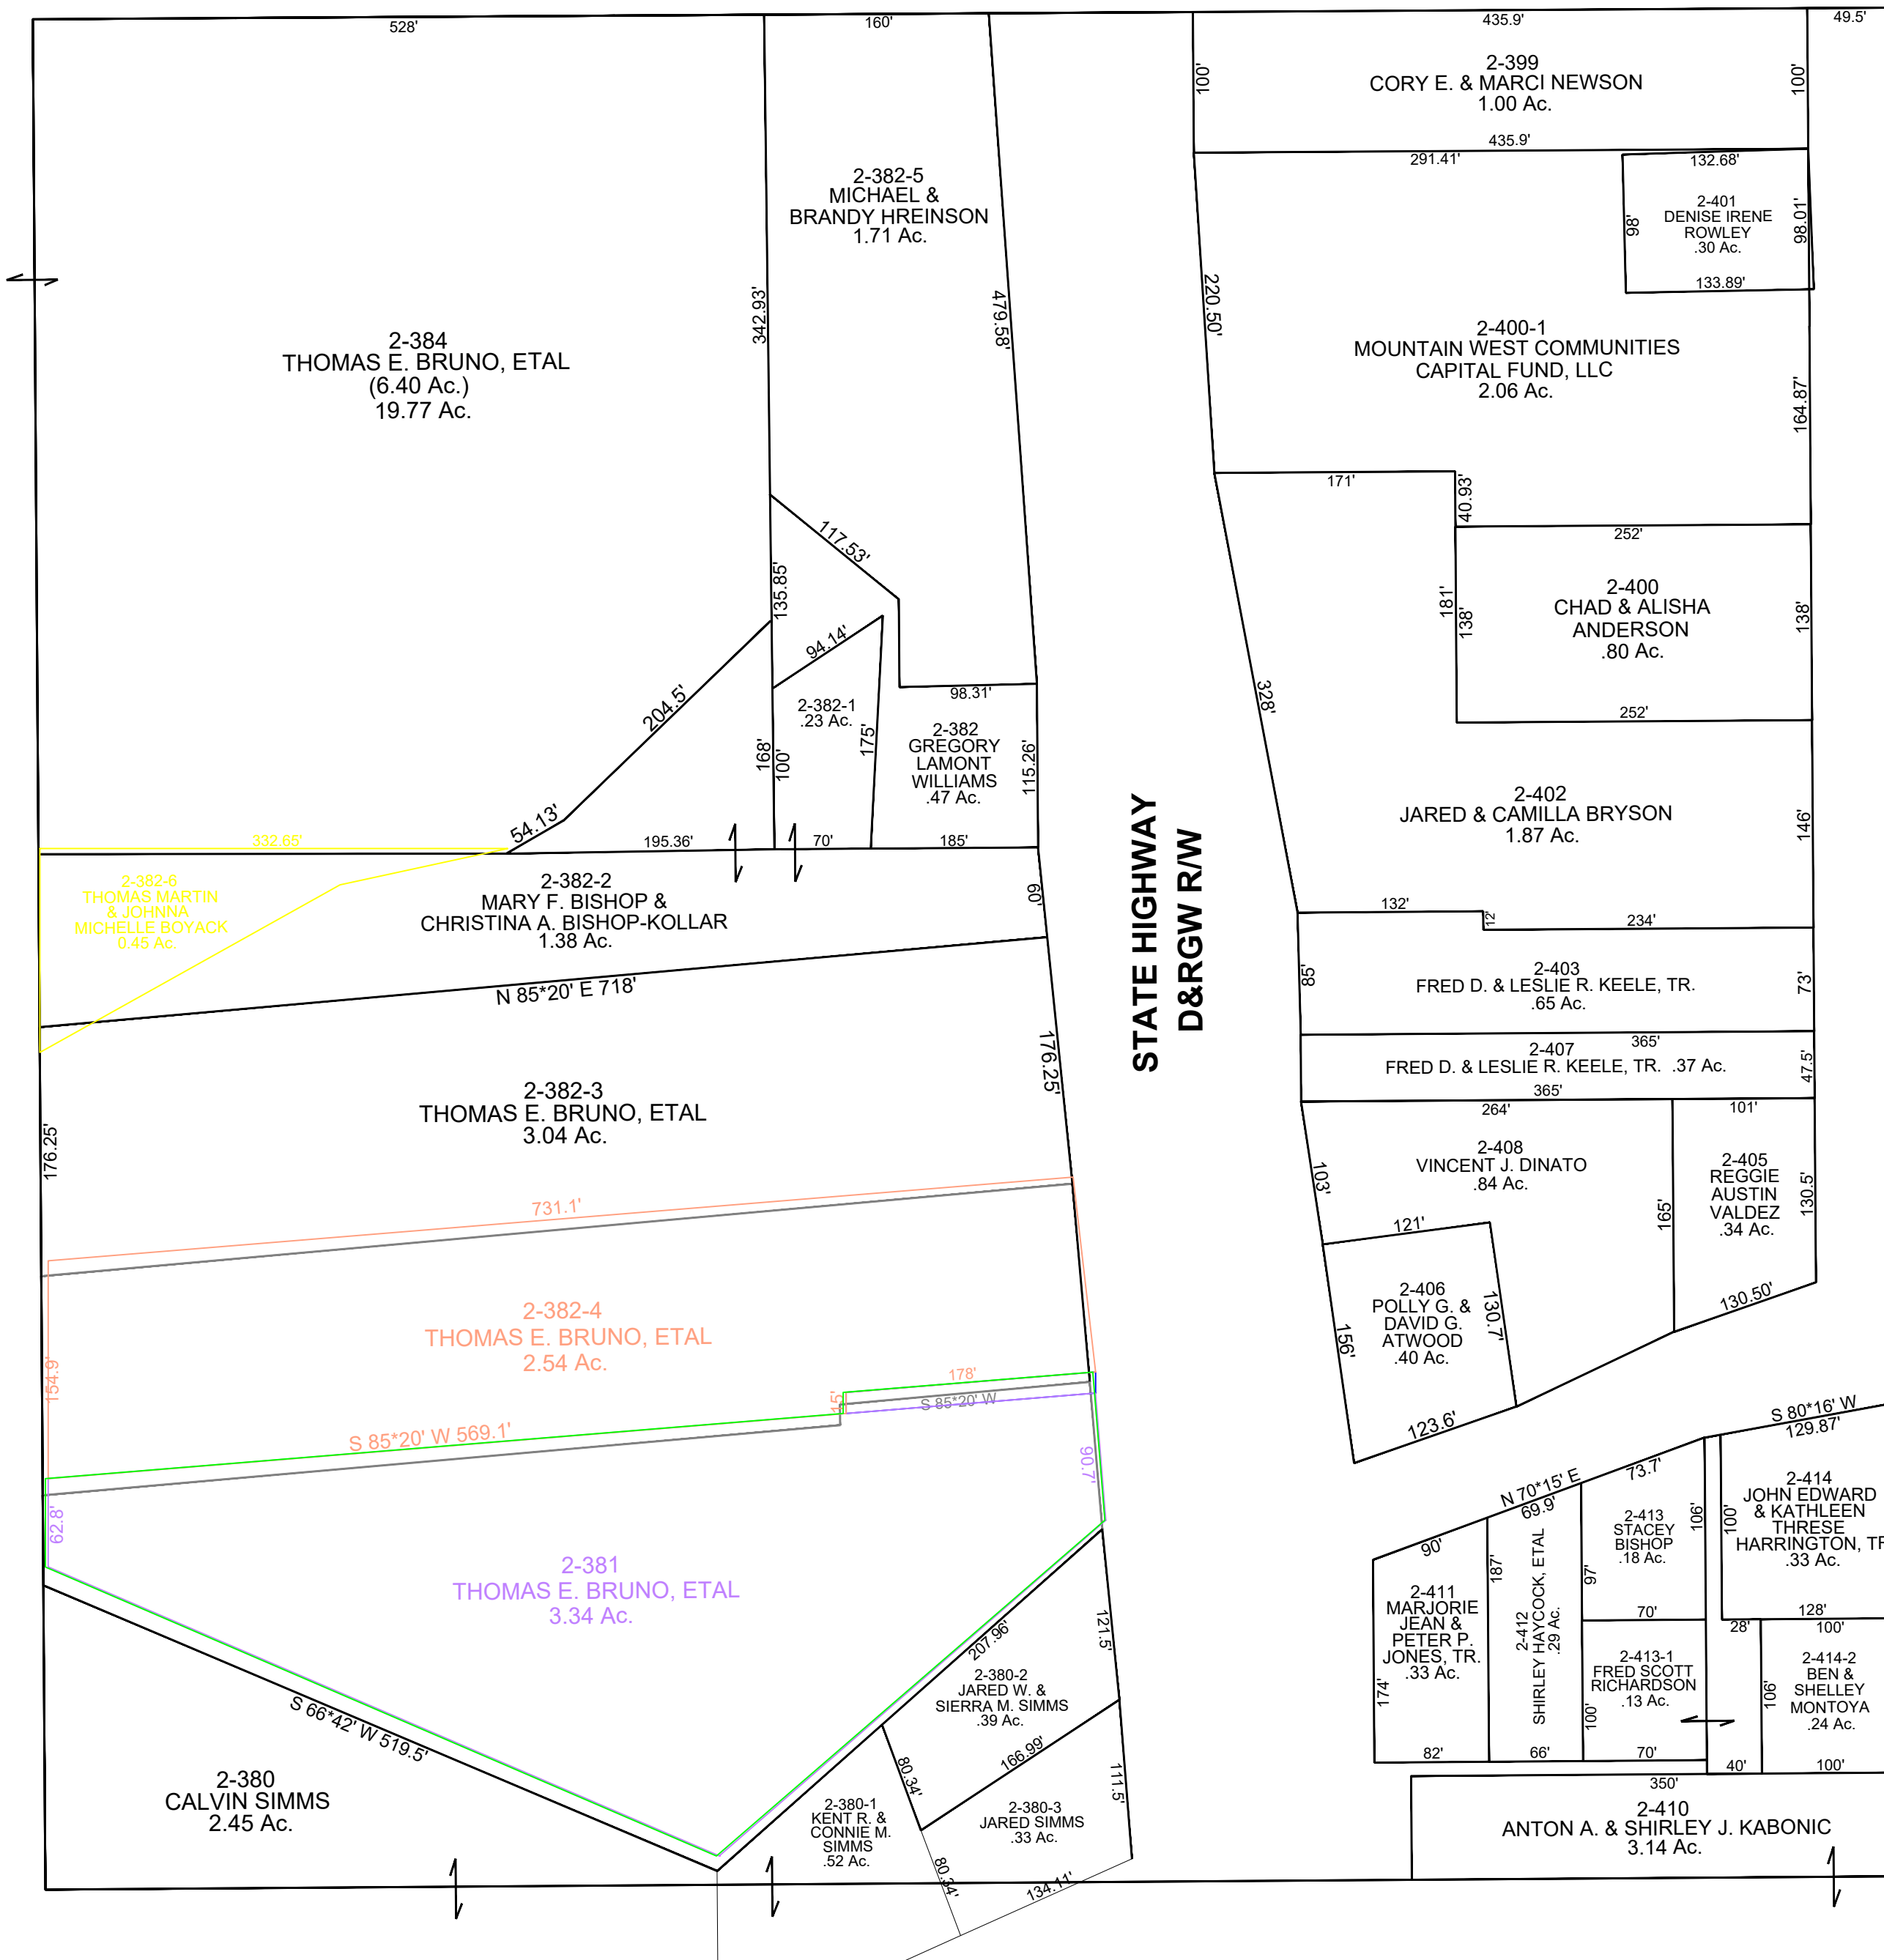 528'
160'
435.9'
49.5'
2-399
CORY E. & MARCI NEWSON
1.00 Ac.
100'
100'
435.9'
291.41'
132.68'
2-401
DENISE IRENE
ROWLEY
.30 Ac.
98'
98.01'
133.89'
2-382-5
MICHAEL &
BRANDY HREINSON
1.71 Ac.
342.93'
479.58'
220.50'
2-384
THOMAS E. BRUNO, ETAL
(6.40 Ac.)
19.77 Ac.
2-400-1
MOUNTAIN WEST COMMUNITIES
CAPITAL FUND, LLC
2.06 Ac.
164.87'
171'
40.93'
252'
117.53'
135.85'
94.14'
2-400
CHAD & ALISHA
ANDERSON
.80 Ac.
181'
138'
138'
252'
204.5'
98.31'
328'
2-382-1
.23 Ac.
168'
100'
175'
2-382
GREGORY
LAMONT
WILLIAMS
.47 Ac.
115.26'
54.13'
332.65'
195.36'
70'
185'
STATE HIGHWAY
D&RGW R/W
2-402
JARED & CAMILLA BRYSON
1.87 Ac.
146'
2-382-6
THOMAS MARTIN
& JOHNNA
MICHELLE BOYACK
0.45 Ac.
2-382-2
MARY F. BISHOP &
CHRISTINA A. BISHOP-KOLLAR
1.38 Ac.
60'
132'
12'
234'
N 85*20' E 718'
85'
2-403
FRED D. & LESLIE R. KEELE, TR.
.65 Ac.
73'
176.25'
365'
2-407
FRED D. & LESLIE R. KEELE, TR. .37 Ac.
47.5'
365'
2-382-3
THOMAS E. BRUNO, ETAL
3.04 Ac.
176.25'
264'
101'
2-408
VINCENT J. DINATO
.84 Ac.
103'
165'
2-405
REGGIE
AUSTIN
VALDEZ
.34 Ac.
130.5'
731.1'
121'
2-406
POLLY G. &
DAVID G.
ATWOOD
.40 Ac.
130.7'
156'
130.50'
2-382-4
THOMAS E. BRUNO, ETAL
2.54 Ac.
154.9'
178'
15'
S 85*20' W
S 85*20' W 569.1'
123.6'
S 80*16' W
129.87'
90.7'
62.8'
N 70*15' E
69.9'
73.7'
90'
2-381
THOMAS E. BRUNO, ETAL
3.34 Ac.
187'
2-412
SHIRLEY HAYCOCK, ETAL
.29 Ac.
97'
2-413
STACEY
BISHOP
.18 Ac.
106'
100'
2-414
JOHN EDWARD
& KATHLEEN
THRESE
HARRINGTON, TR
.33 Ac.
2-411
MARJORIE
JEAN &
PETER P.
JONES, TR.
.33 Ac.
174'
70'
28'
128'
100'
121.5'
207.96'
2-380-2
JARED W. &
SIERRA M. SIMMS
.39 Ac.
2-413-1
FRED SCOTT
RICHARDSON
.13 Ac.
100'
106'
2-414-2
BEN &
SHELLEY
MONTOYA
.24 Ac.
S 66*42' W 519.5'
166.99'
80.34'
111.5'
82'
66'
70'
40'
100'
2-380
CALVIN SIMMS
2.45 Ac.
350'
2-380-1
KENT R. &
CONNIE M.
SIMMS
.52 Ac.
2-380-3
JARED SIMMS
.33 Ac.
2-410
ANTON A. & SHIRLEY J. KABONIC
3.14 Ac.
80.34'
134.11'